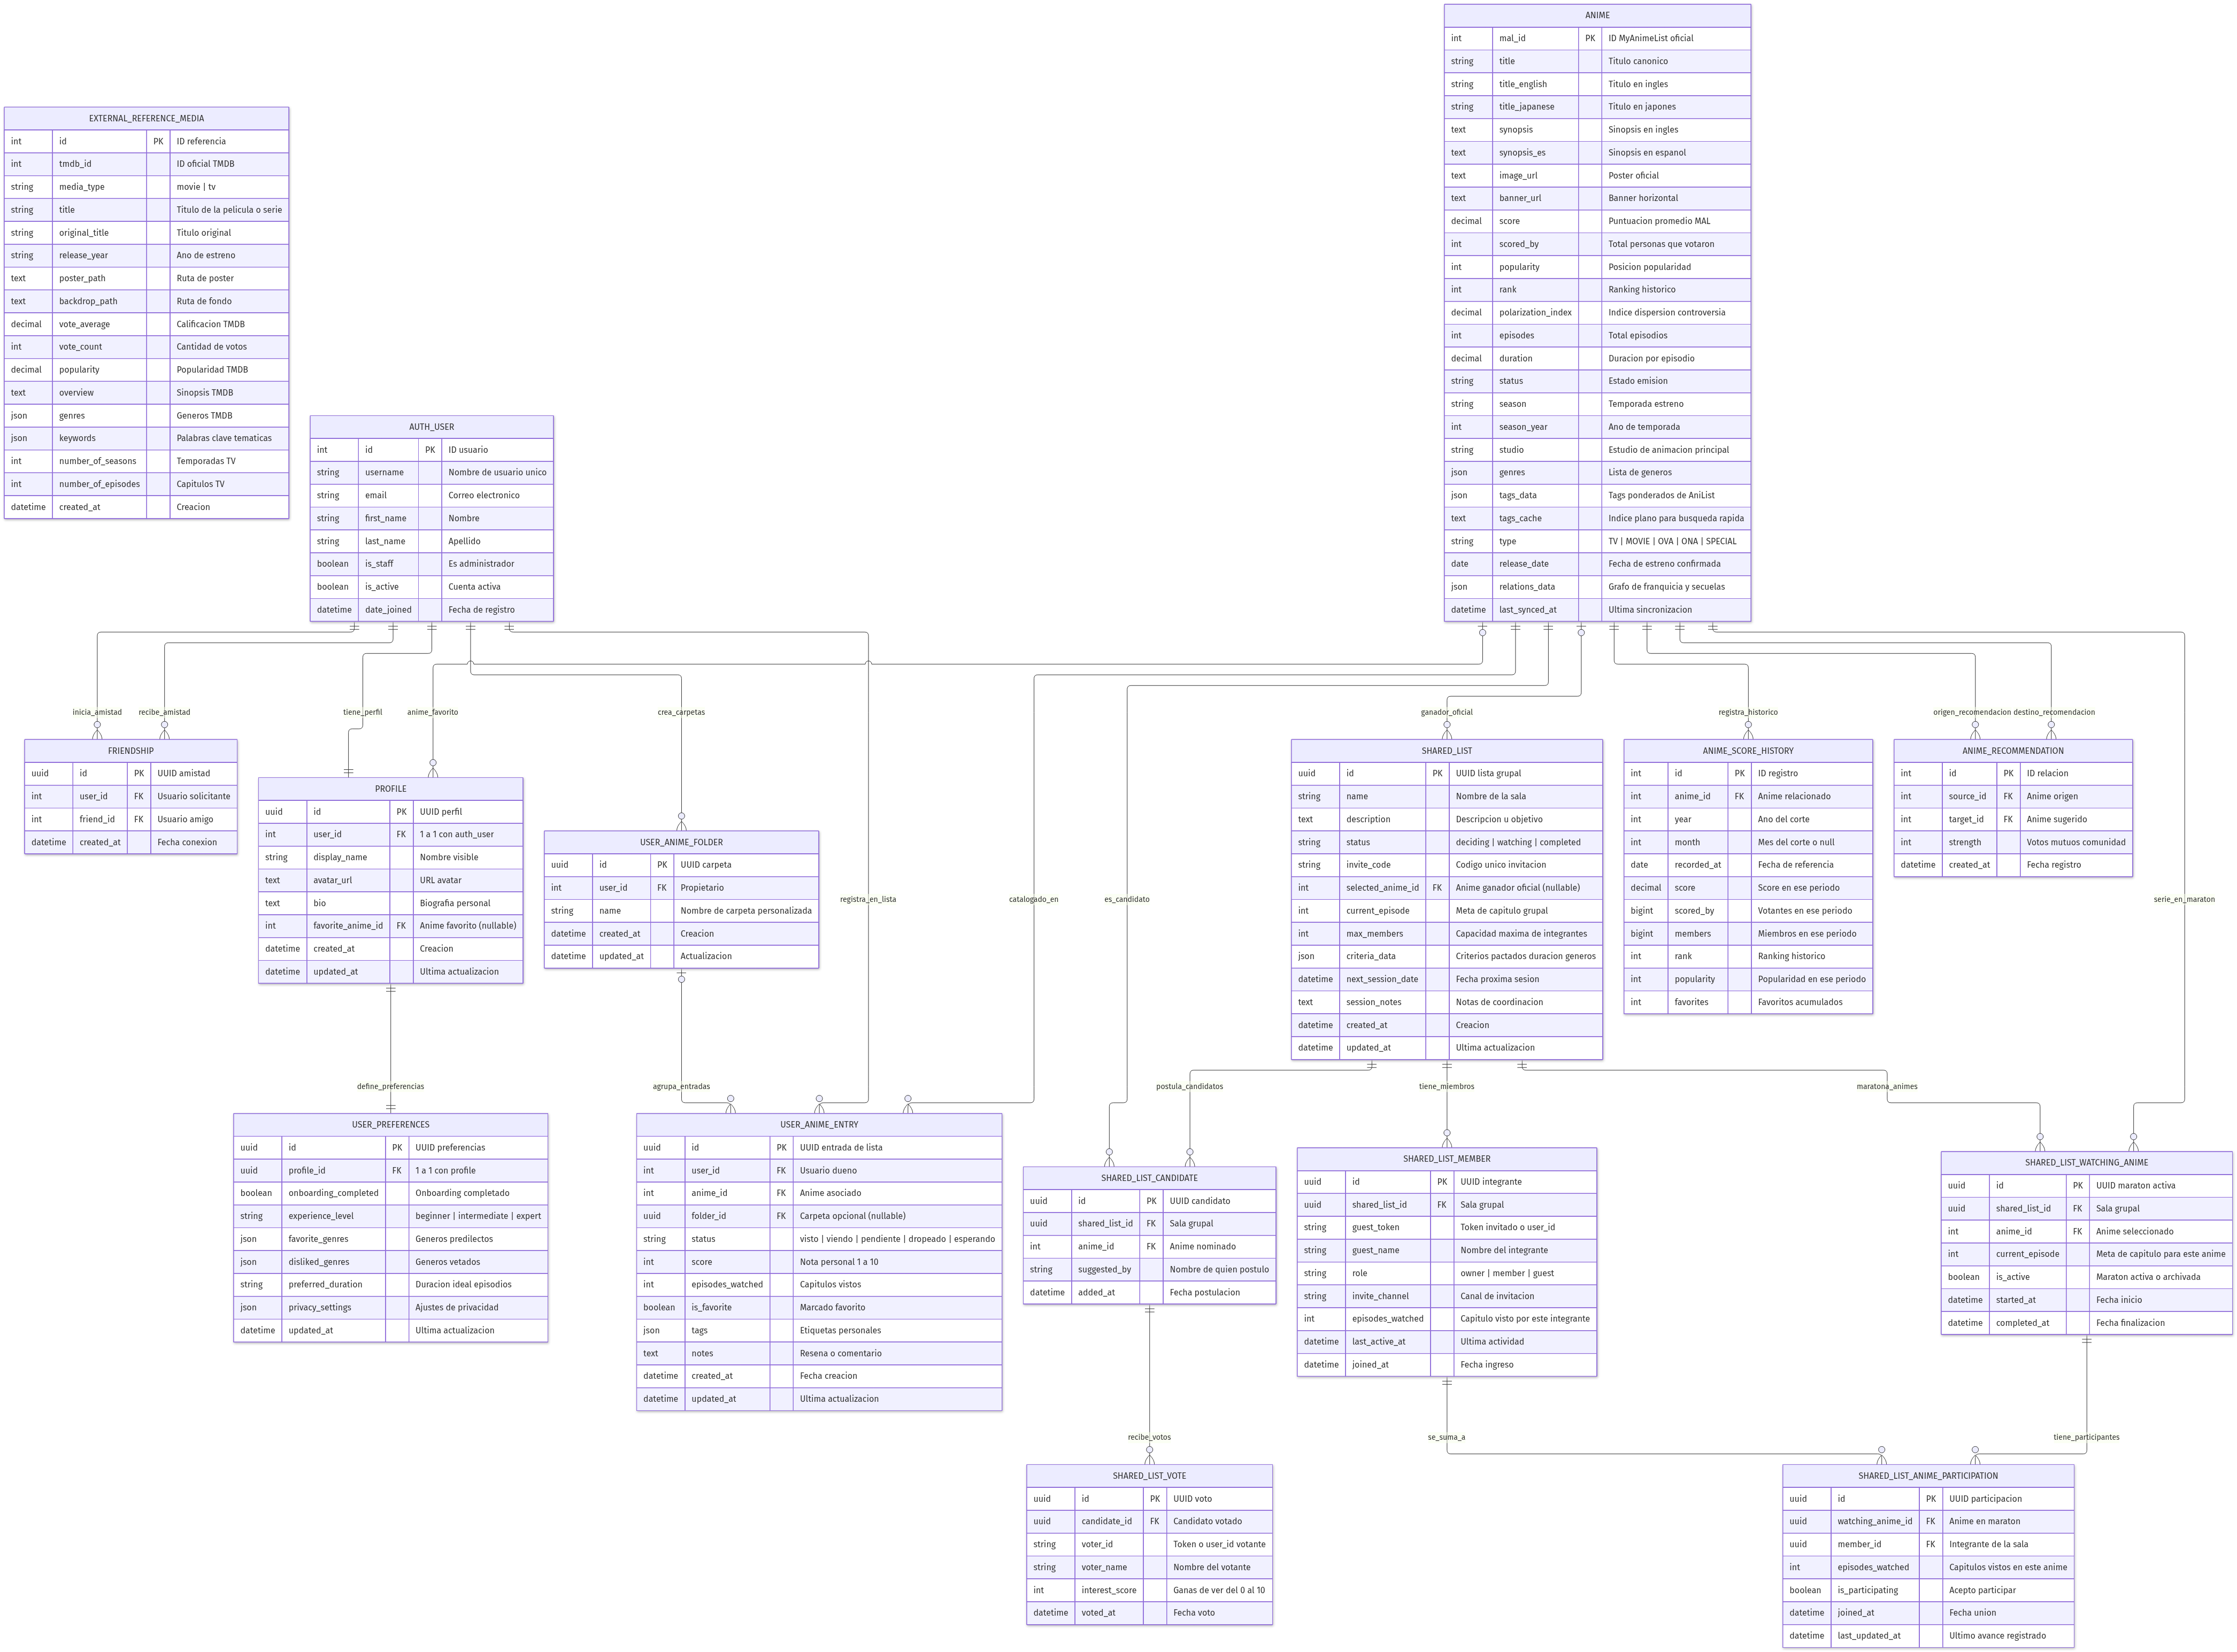 ANIME
int mal_id PK ID MyAnimeList oficial
string title Titulo canonico
string title_english Titulo en ingles
string title_japanese Titulo en japones
text synopsis Sinopsis en ingles
text synopsis_es Sinopsis en espanol
text image_url Poster oficial
text banner_url Banner horizontal
decimal score Puntuacion promedio MAL
int scored_by Total personas que votaron
int popularity Posicion popularidad
int rank Ranking historico
decimal polarization_index Indice dispersion controversia
int episodes Total episodios
decimal duration Duracion por episodio
string status Estado emision
string season Temporada estreno
int season_year Ano de temporada
string studio Estudio de animacion principal
json genres Lista de generos
json tags_data Tags ponderados de AniList
text tags_cache Indice plano para busqueda rapida
string type TV | MOVIE | OVA | ONA | SPECIAL
date release_date Fecha de estreno confirmada
json relations_data Grafo de franquicia y secuelas
datetime last_synced_at Ultima sincronizacion
EXTERNAL_REFERENCE_MEDIA
int id PK ID referencia
int tmdb_id ID oficial TMDB
string media_type movie | tv
string title Titulo de la pelicula o serie
string original_title Titulo original
string release_year Ano de estreno
text poster_path Ruta de poster
text backdrop_path Ruta de fondo
decimal vote_average Calificacion TMDB
int vote_count Cantidad de votos
decimal popularity Popularidad TMDB
text overview Sinopsis TMDB
json genres Generos TMDB
json keywords Palabras clave tematicas
int number_of_seasons Temporadas TV
int number_of_episodes Capitulos TV
datetime created_at Creacion
AUTH_USER
int id PK ID usuario
string username Nombre de usuario unico
string email Correo electronico
string first_name Nombre
string last_name Apellido
boolean is_staff Es administrador
boolean is_active Cuenta activa
datetime date_joined Fecha de registro
inicia_amistad recibe_amistad tiene_perfil anime_favorito crea_carpetas ganador_oficial registra_historico origen_recomendacion destino_recomendacion
FRIENDSHIP
uuid id PK UUID amistad
int user_id FK Usuario solicitante
int friend_id FK Usuario amigo
datetime created_at Fecha conexion
PROFILE
uuid id PK UUID perfil
int user_id FK 1 a 1 con auth_user
string display_name Nombre visible
text avatar_url URL avatar
text bio Biografia personal
int favorite_anime_id FK Anime favorito (nullable)
datetime created_at Creacion
datetime updated_at Ultima actualizacion
USER_ANIME_FOLDER
uuid id PK UUID carpeta
int user_id FK Propietario
string name Nombre de carpeta personalizada
datetime created_at Creacion
datetime updated_at Actualizacion
registra_en_lista catalogado_en es_candidato serie_en_maraton
SHARED_LIST
uuid id PK UUID lista grupal
string name Nombre de la sala
text description Descripcion u objetivo
string status deciding | watching | completed
string invite_code Codigo unico invitacion
int selected_anime_id FK Anime ganador oficial (nullable)
int current_episode Meta de capitulo grupal
int max_members Capacidad maxima de integrantes
json criteria_data Criterios pactados duracion generos
datetime next_session_date Fecha proxima sesion
text session_notes Notas de coordinacion
datetime created_at Creacion
datetime updated_at Ultima actualizacion
ANIME_SCORE_HISTORY
int id PK ID registro
int anime_id FK Anime relacionado
int year Ano del corte
int month Mes del corte o null
date recorded_at Fecha de referencia
decimal score Score en ese periodo
bigint scored_by Votantes en ese periodo
bigint members Miembros en ese periodo
int rank Ranking historico
int popularity Popularidad en ese periodo
int favorites Favoritos acumulados
ANIME_RECOMMENDATION
int id PK ID relacion
int source_id FK Anime origen
int target_id FK Anime sugerido
int strength Votos mutuos comunidad
datetime created_at Fecha registro
define_preferencias agrupa_entradas postula_candidatos tiene_miembros maratona_animes
USER_PREFERENCES
uuid id PK UUID preferencias
uuid profile_id FK 1 a 1 con profile
boolean onboarding_completed Onboarding completado
string experience_level beginner | intermediate | expert
json favorite_genres Generos predilectos
json disliked_genres Generos vetados
string preferred_duration Duracion ideal episodios
json privacy_settings Ajustes de privacidad
datetime updated_at Ultima actualizacion
USER_ANIME_ENTRY
uuid id PK UUID entrada de lista
int user_id FK Usuario dueno
int anime_id FK Anime asociado
uuid folder_id FK Carpeta opcional (nullable)
string status visto | viendo | pendiente | dropeado | esperando
int score Nota personal 1 a 10
int episodes_watched Capitulos vistos
boolean is_favorite Marcado favorito
json tags Etiquetas personales
text notes Resena o comentario
datetime created_at Fecha creacion
datetime updated_at Ultima actualizacion
SHARED_LIST_CANDIDATE
uuid id PK UUID candidato
uuid shared_list_id FK Sala grupal
int anime_id FK Anime nominado
string suggested_by Nombre de quien postulo
datetime added_at Fecha postulacion
SHARED_LIST_MEMBER
uuid id PK UUID integrante
uuid shared_list_id FK Sala grupal
string guest_token Token invitado o user_id
string guest_name Nombre del integrante
string role owner | member | guest
string invite_channel Canal de invitacion
int episodes_watched Capitulo visto por este integrante
datetime last_active_at Ultima actividad
datetime joined_at Fecha ingreso
SHARED_LIST_WATCHING_ANIME
uuid id PK UUID maraton activa
uuid shared_list_id FK Sala grupal
int anime_id FK Anime seleccionado
int current_episode Meta de capitulo para este anime
boolean is_active Maraton activa o archivada
datetime started_at Fecha inicio
datetime completed_at Fecha finalizacion
recibe_votos se_suma_a tiene_participantes
SHARED_LIST_VOTE
uuid id PK UUID voto
uuid candidate_id FK Candidato votado
string voter_id Token o user_id votante
string voter_name Nombre del votante
int interest_score Ganas de ver del 0 al 10
datetime voted_at Fecha voto
SHARED_LIST_ANIME_PARTICIPATION
uuid id PK UUID participacion
uuid watching_anime_id FK Anime en maraton
uuid member_id FK Integrante de la sala
int episodes_watched Capitulos vistos en este anime
boolean is_participating Acepto participar
datetime joined_at Fecha union
datetime last_updated_at Ultimo avance registrado